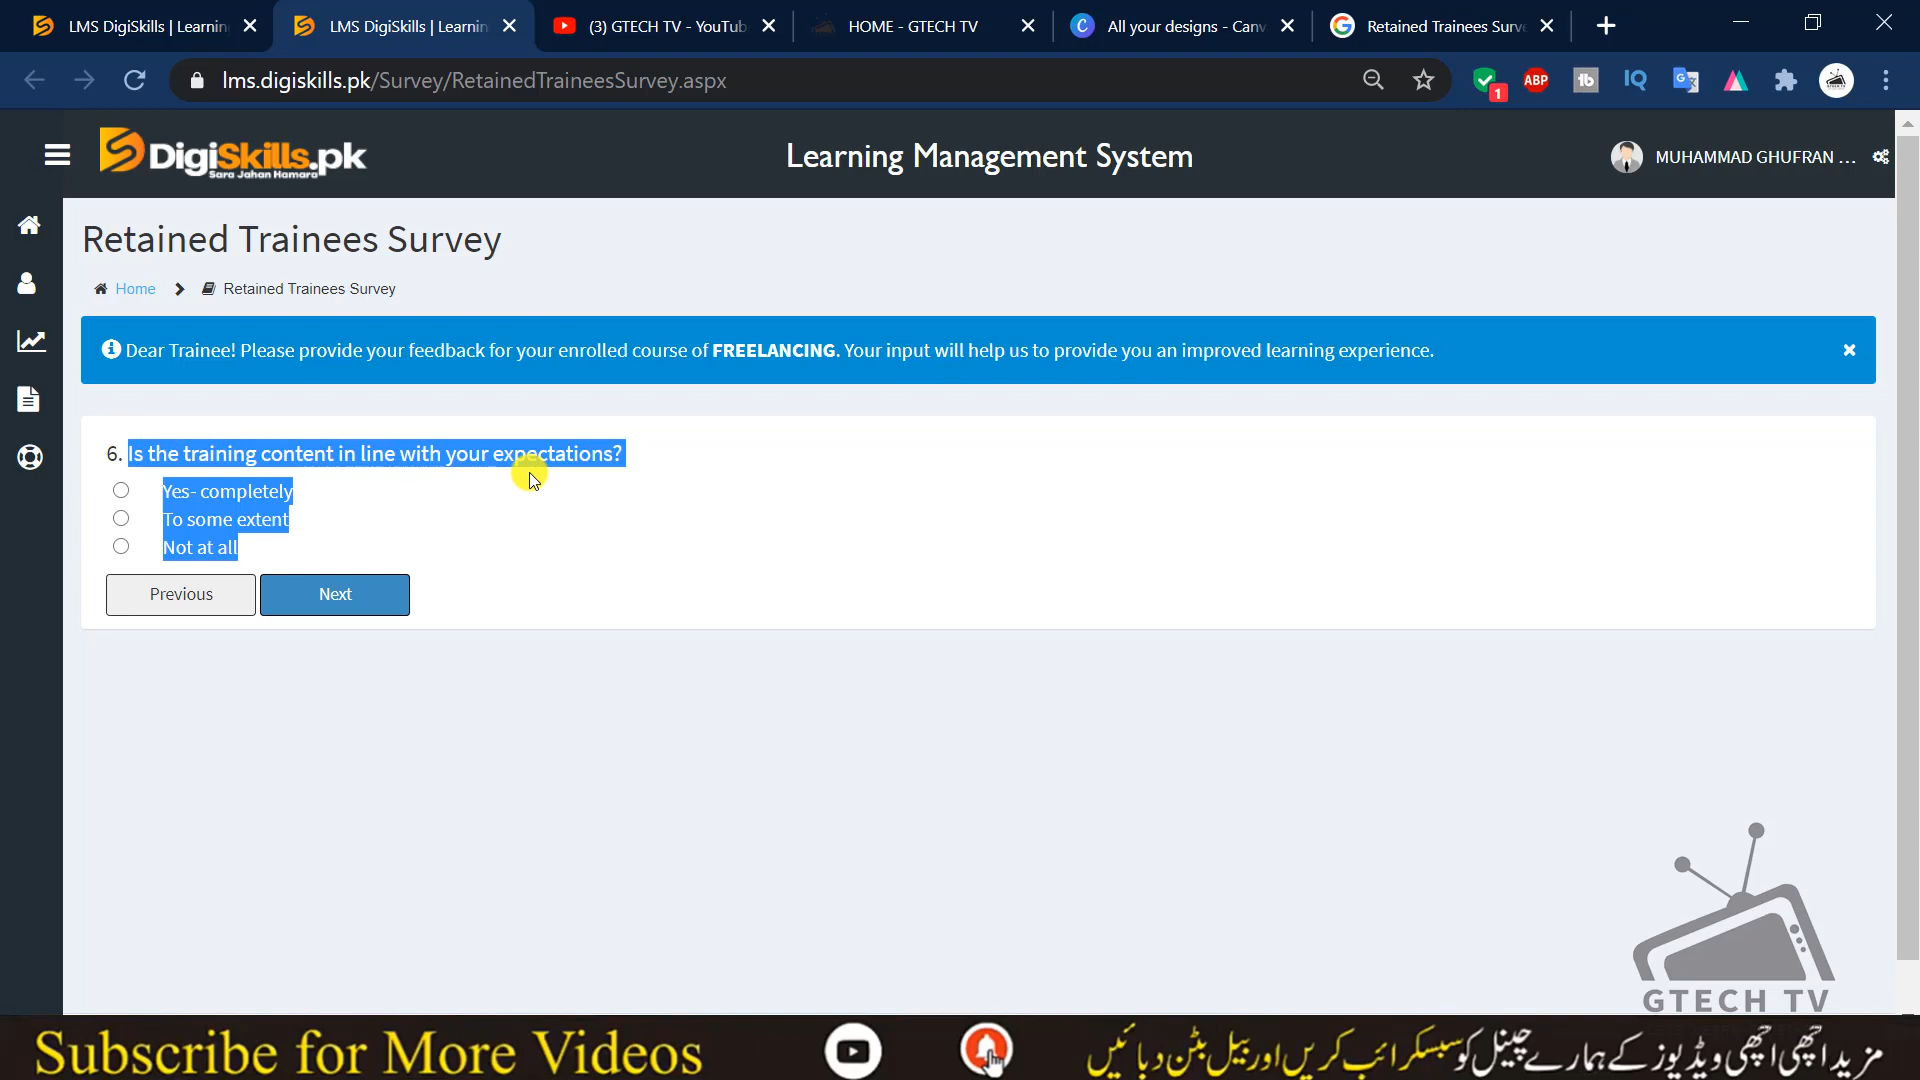 LMS DigiSkills | Learnin
LMS DigiSkills | Learnin
(3) GTECH TV - YouTub
HOME - GTECH TV
All your designs - Canv
Retained Trainees Surve
lms.digiskills.pk/Survey/RetainedTraineesSurvey.aspx
1
ABP
tb
IQ
DigiSkills.pk
Sara Jahan Hamara
Learning Management System
MUHAMMAD GHUFRAN ...
Retained Trainees Survey
Home
Retained Trainees Survey
Dear Trainee! Please provide your feedback for your enrolled course of FREELANCING. Your input will help us to provide you an improved learning experience.
6. Is the training content in line with your expectations?
Yes- completely
To some extent
Not at all
Previous
Next
GTECH TV
Subscribe for More Videos
مزید اچھی اچھی ویڈیوز کے ہمارے چینل کو سبسکرائب کریں اور بیل بٹن دبائیں